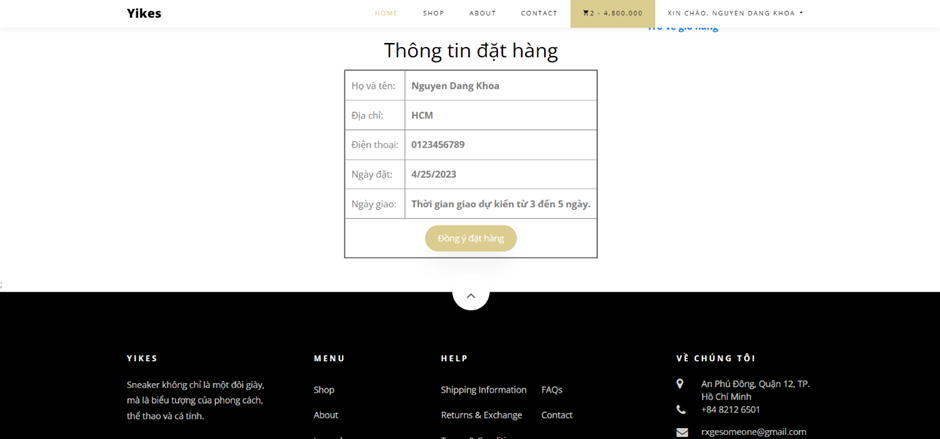 Yikes
HOME SHOP ABOUT CONTACT 2 - 4,800,000 XIN CHÀO, NGUYEN DANG KHOA
Trở về giỏ hàng
Thông tin đặt hàng
Họ và tên: Nguyen Dang Khoa
Địa chỉ: HCM
Điện thoại: 0123456789
Ngày đặt: 4/25/2023
Ngày giao: Thời gian giao dự kiến từ 3 đến 5 ngày.
Đồng ý đặt hàng
;
YIKES MENU HELP VỀ CHÚNG TÔI
Sneaker không chỉ là một đôi giày,
mà là biểu tượng của phong cách,
thể thao và cá tính.
Shop
About
Shipping Information FAQs
Returns & Exchange Contact
An Phú Đông, Quận 12, TP.
Hồ Chí Minh
+84 8212 6501
rxgesomeone@gmail.com